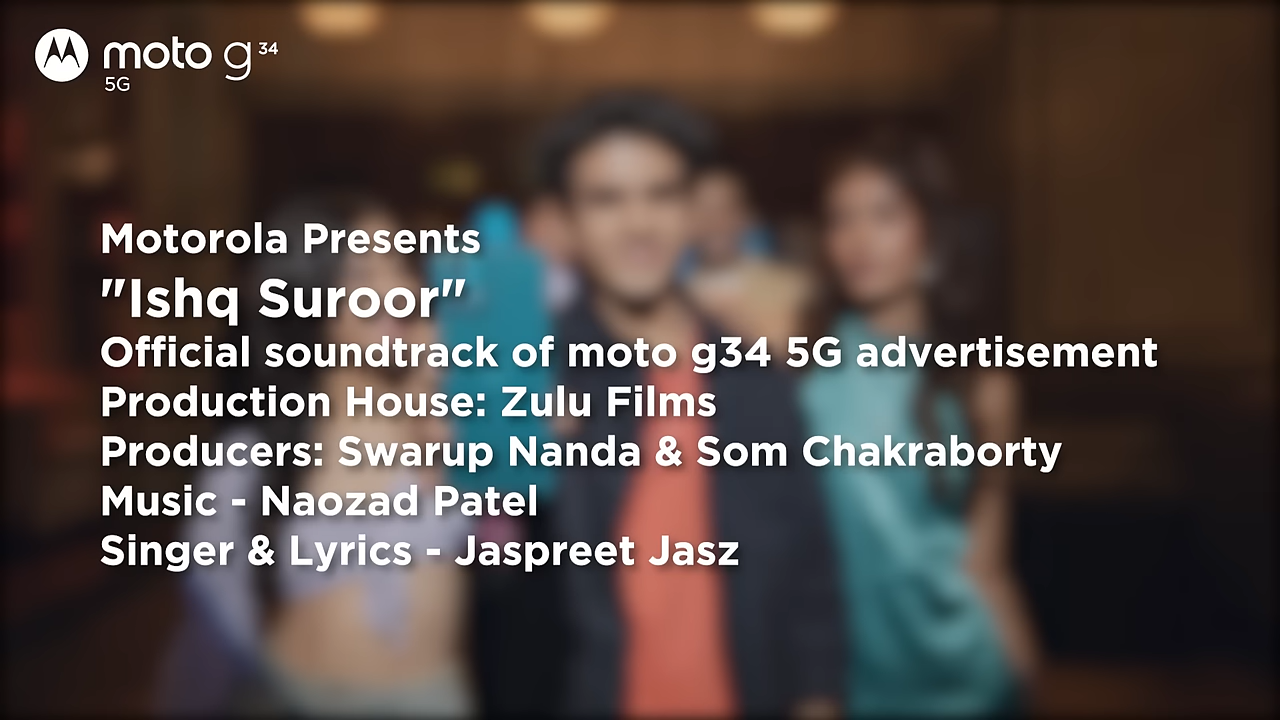 moto g34
5G
Motorola Presents
"Ishq Suroor"
Official soundtrack of moto g34 5G advertisement
Production House: Zulu Films
Producers: Swarup Nanda & Som Chakraborty
Music - Naozad Patel
Singer & Lyrics - Jaspreet Jasz